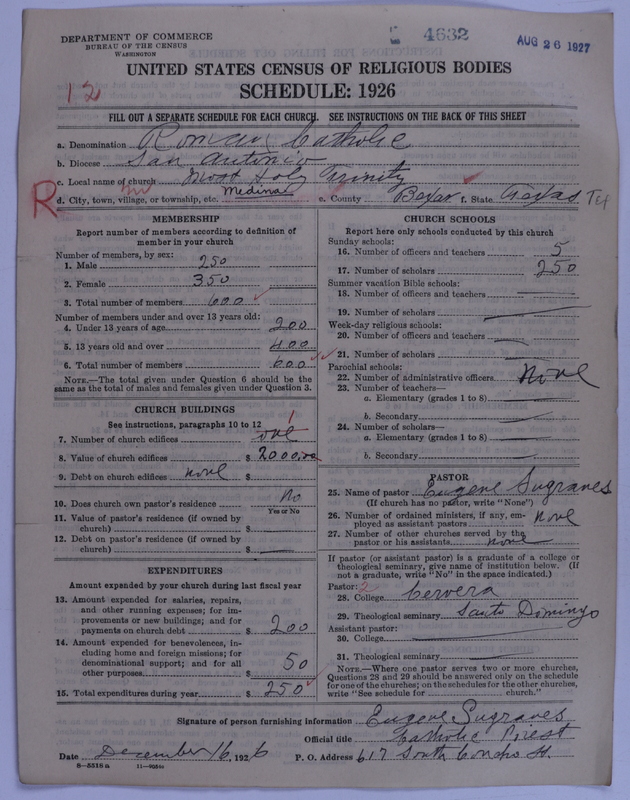 DEPARTMENT OF COMMERCE
BUREAU OF THE CENSUS
WASHINGTON
4632
AUG 26 1927
UNITED STATES CENSUS OF RELIGIOUS BODIES
SCHEDULE: 1926
12
FILL OUT A SEPARATE SCHEDULE FOR EACH CHURCH. SEE INSTRUCTIONS ON THE BACK OF THIS SHEET
a. Denomination Roman Catholic
b. Diocese San Antonio
c. Local name of church Most Holy Trinity
R
d. City, town, village, or township, etc. Medina e. County Bexar f. State Texas Tex
MEMBERSHIP
Report number of members according to definition of
member in your church
Number of members, by sex:
1. Male 250
2. Female 350
3. Total number of members 600
Number of members under and over 13 years old:
4. Under 13 years of age 200
5. 13 years old and over 400
6. Total number of members 600
NOTE.—The total given under Question 6 should be the
same as the total of males and females given under Question 3.
CHURCH BUILDINGS
See instructions, paragraphs 10 to 12
7. Number of church edifices one 1
8. Value of church edifices $ 2000,00
9. Debt on church edifices none $
10. Does church own pastor's residence No
Yes or No
11. Value of pastor's residence (if owned by
church) $
12. Debt on pastor's residence (if owned by
church) $
EXPENDITURES
Amount expended by your church during last fiscal year
13. Amount expended for salaries, repairs,
and other running expenses; for im-
provements or new buildings; and for
payments on church debt $ 200
14. Amount expended for benevolences, in-
cluding home and foreign missions; for
denominational support; and for all
other purposes $ 50
15. Total expenditures during year $ 250
CHURCH SCHOOLS
Report here only schools conducted by this church
Sunday schools:
16. Number of officers and teachers 5
17. Number of scholars 250
Summer vacation Bible schools:
18. Number of officers and teachers
19. Number of scholars
Week-day religious schools:
20. Number of officers and teachers
21. Number of scholars
Parochial schools:
22. Number of administrative officers None
23. Number of teachers—
a. Elementary (grades 1 to 8)
b. Secondary
24. Number of scholars—
a. Elementary (grades 1 to 8)
b. Secondary
PASTOR
25. Name of pastor Eugene Sugranes
(If church has no pastor, write "None")
26. Number of ordained ministers, if any, em-
ployed as assistant pastors None
27. Number of other churches served by the
pastor or his assistants none
If pastor (or assistant pastor) is a graduate of a college or
theological seminary, give name of institution below. (If
not a graduate, write "No" in the space indicated.)
Pastor: 2
28. College Cervera
29. Theological seminary Santo Domingo
Assistant pastor:
30. College
31. Theological seminary
NOTE.—Where one pastor serves two or more churches,
Questions 28 and 29 should be answered only on the schedule
for one of the churches; on the schedules for the other churches,
write "See schedule for church."
Signature of person furnishing information Eugene Sugranes
Official title Catholic Priest
Date December 16, 1926 P. O. Address 617 South Concho St.
8—5518 a